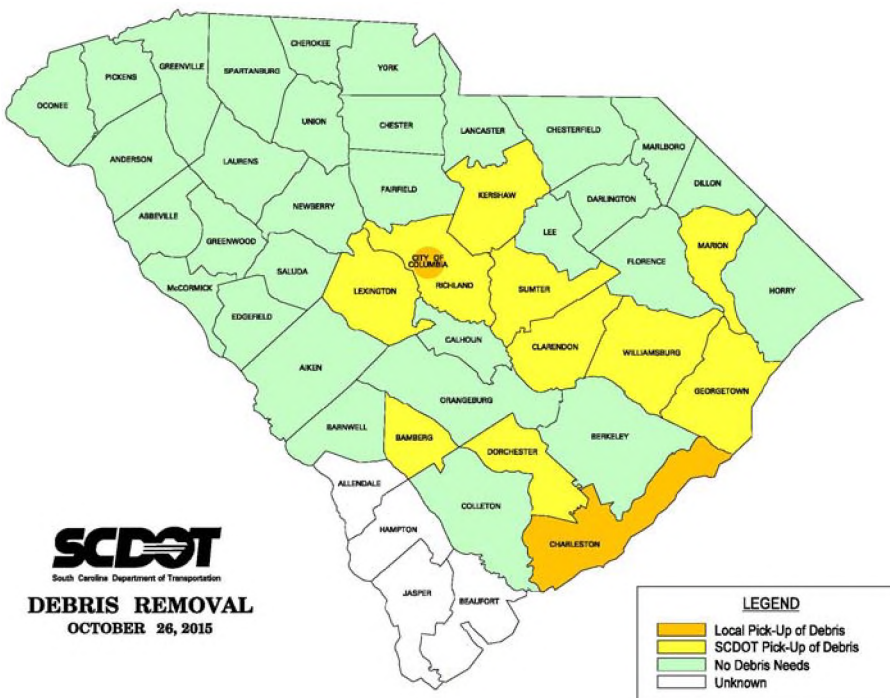 CHEROKEE
GREENVILLE
YORK
PICKENS
SPARTANBURG
OCONEE
UNION
CHESTER
LANCASTER
CHESTERFIELD
MARLBORO
ANDERSON
LAURENS
DILLON
FAIRFIELD
KERSHAW
DARLINGTON
NEWBERRY
ABBEVILLE
LEE
GREENWOOD
MARION
CITY OF
COLUMBIA
FLORENCE
SALUDA
McCORMICK
RICHLAND
SUMTER
HORRY
LEXINGTON
EDGEFIELD
CALHOUN
CLARENDON
WILLIAMSBURG
AIKEN
GEORGETOWN
ORANGEBURG
BARNWELL
BAMBERG
BERKELEY
DORCHESTER
ALLENDALE
COLLETON
HAMPTON
CHARLESTON
JASPER
BEAUFORT
SCDOT
South Carolina Department of Transportation
DEBRIS REMOVAL
OCTOBER 26, 2015
LEGEND
Local Pick-Up of Debris
SCDOT Pick-Up of Debris
No Debris Needs
Unknown